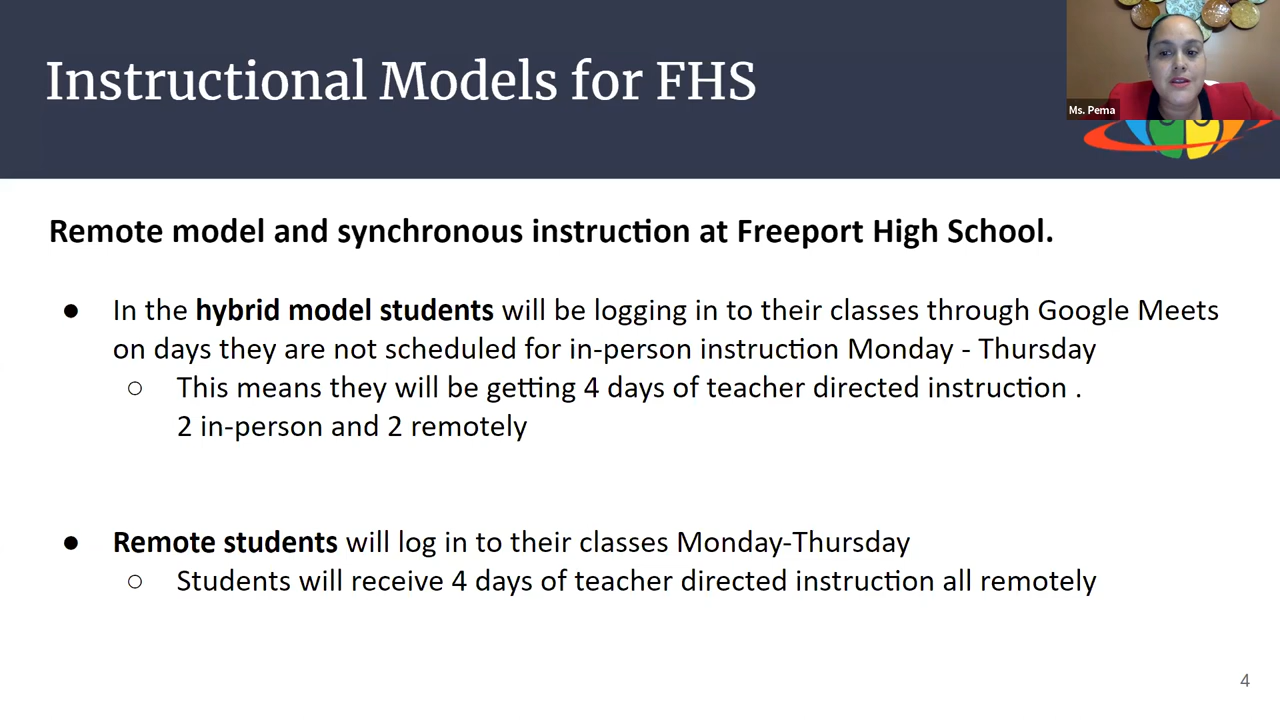 Instructional Models for FHS
Ms. Pema
Remote model and synchronous instruction at Freeport High School.
● In the hybrid model students will be logging in to their classes through Google Meets
on days they are not scheduled for in-person instruction Monday - Thursday
○ This means they will be getting 4 days of teacher directed instruction .
2 in-person and 2 remotely
● Remote students will log in to their classes Monday-Thursday
○ Students will receive 4 days of teacher directed instruction all remotely
4